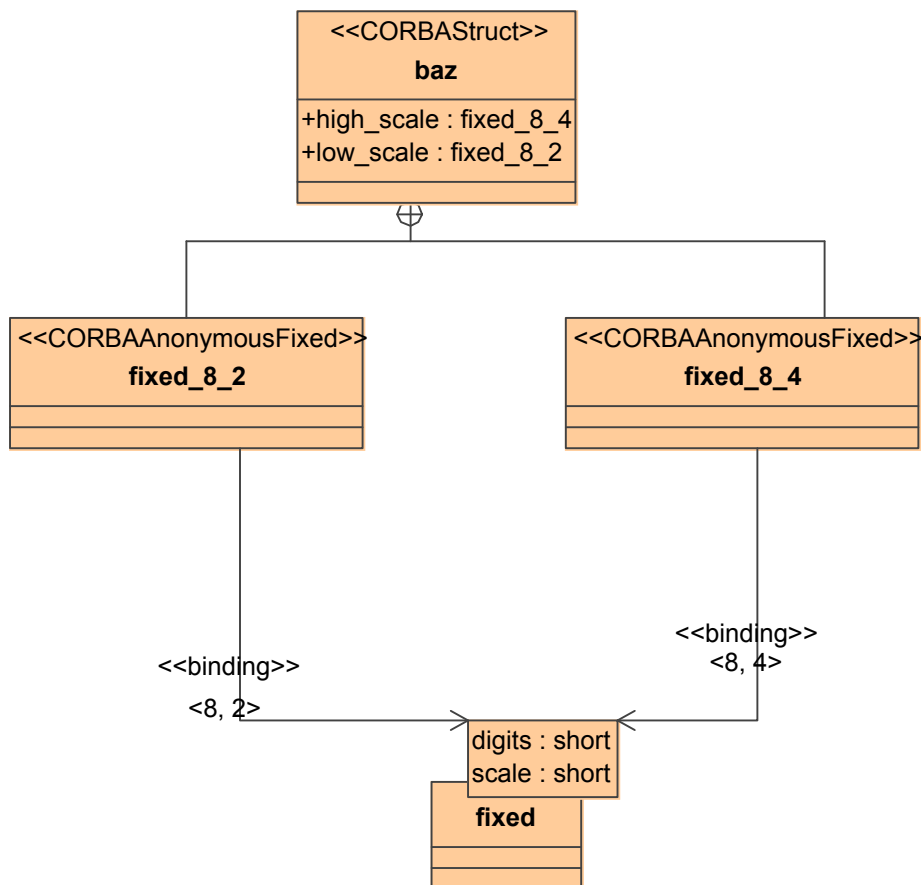 <<CORBAStruct>>
baz
+high_scale : fixed_8_4
+low_scale : fixed_8_2
<<CORBAAnonymousFixed>>
fixed_8_2
<<CORBAAnonymousFixed>>
fixed_8_4
<<binding>>
<8, 2>
<<binding>>
<8, 4>
digits : short
scale : short
fixed